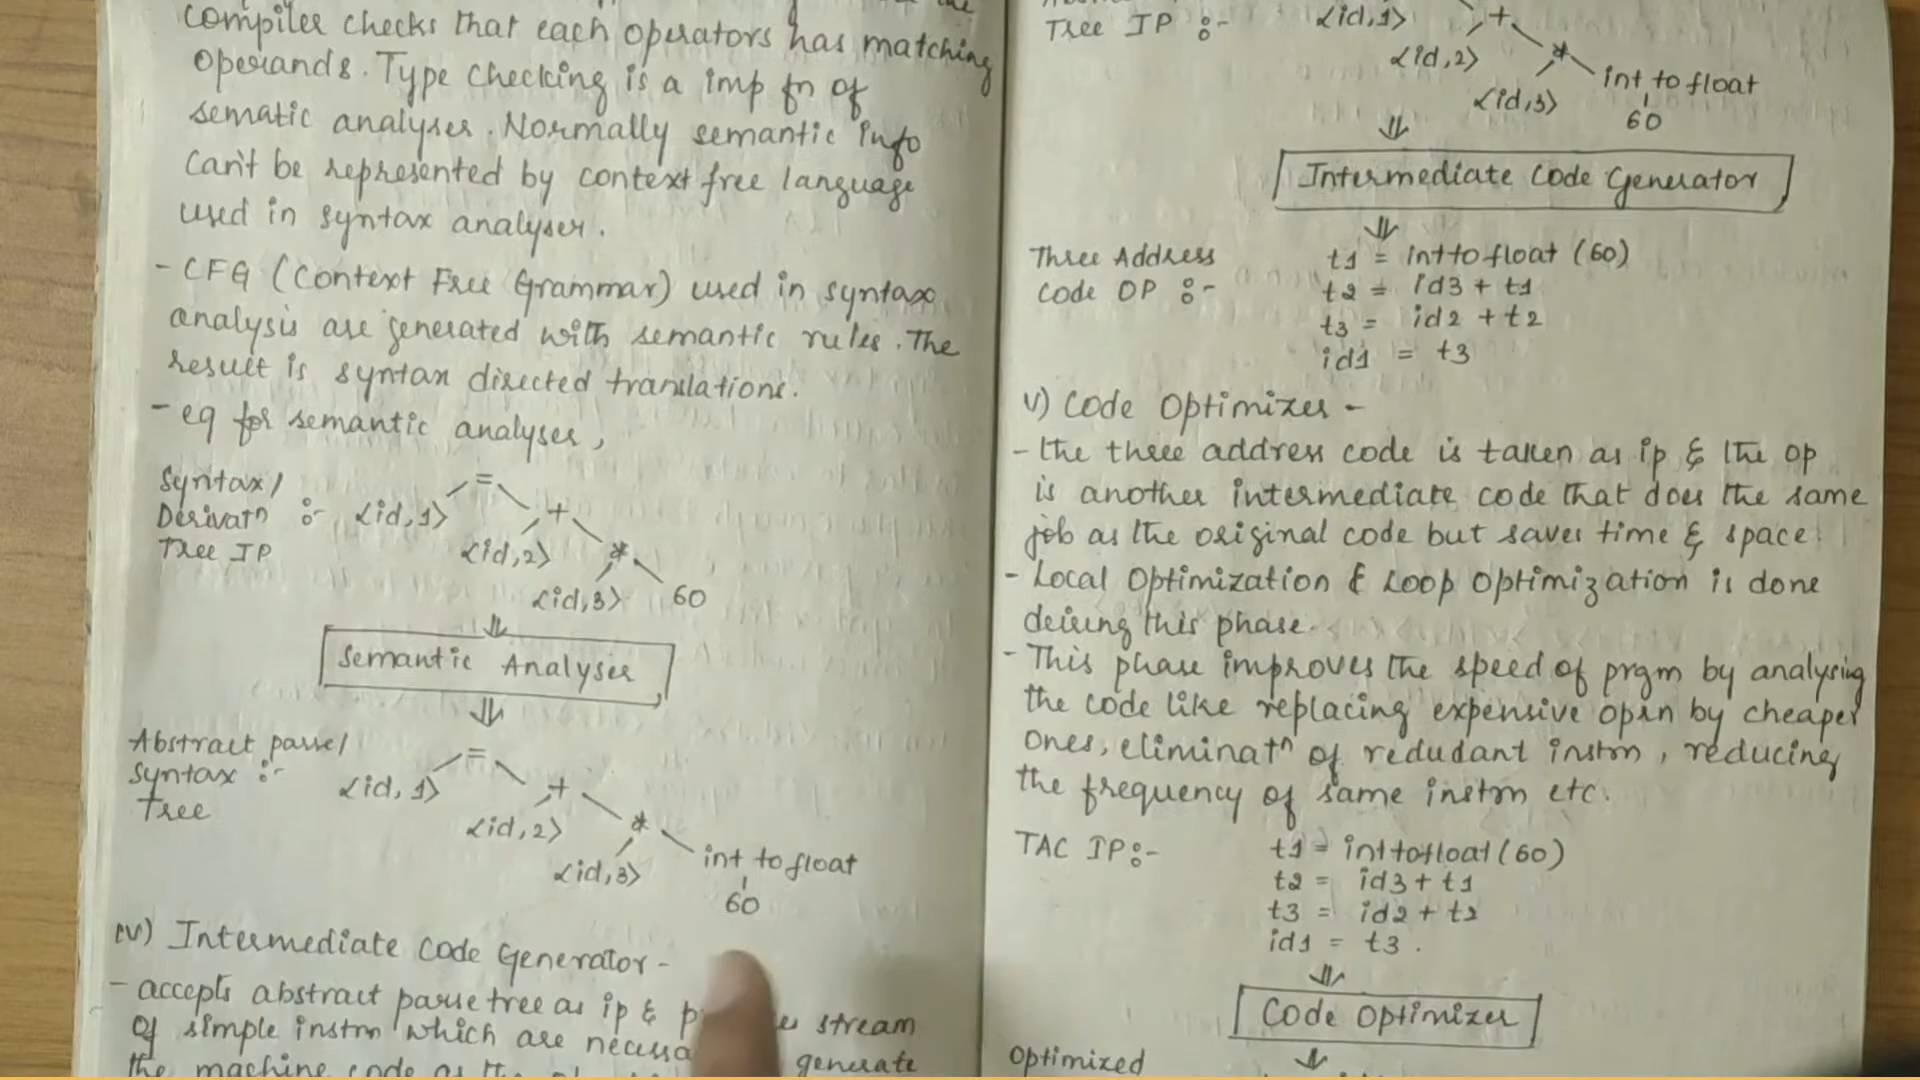 compiler checks that each operators has matching
operands. Type checking is a imp fn of
sematic analyser. Normally semantic info
can't be represented by context free language
used in syntax analyser.
- CFG (Context Free Grammar) used in syntax
analysis are generated with semantic rules. The
result is syntax directed translations.
- eg for semantic analyses,
Syntax/
Derivatn :-
Tree IP
=
<id,1> +
<id,2> *
<id,3> 60
⇓
Semantic Analyser
⇓
Abstract parse/
syntax :-
tree
=
<id,1> +
<id,2> *
<id,3> int to float
60
iv) Intermediate Code Generator -
- accepts abstract parse tree as ip & stream
of simple instrn which are generate
the machine code as
Tree IP :- <id,1> +
<id,2> *
<id,3> int to float
60
⇓
Intermediate Code Generator
⇓
Three Address
Code OP :-
t1 = inttofloat (60)
t2 = id3 + t1
t3 = id2 + t2
id1 = t3
v) Code Optimizer -
- the three address code is taken as ip & the op
is another intermediate code that does the same
job as the original code but saves time & space.
- Local Optimization & Loop Optimization is done
during this phase.
- This phase improves the speed of prgm by analysing
the code like replacing expensive oprn by cheaper
ones, eliminatn of redudant instrn, reducing
the frequency of same instrn etc.
TAC IP :- t1 = inttofloat (60)
t2 = id3 + t1
t3 = id2 + t2
id1 = t3.
⇓
Code Optimizer
⇓
Optimized